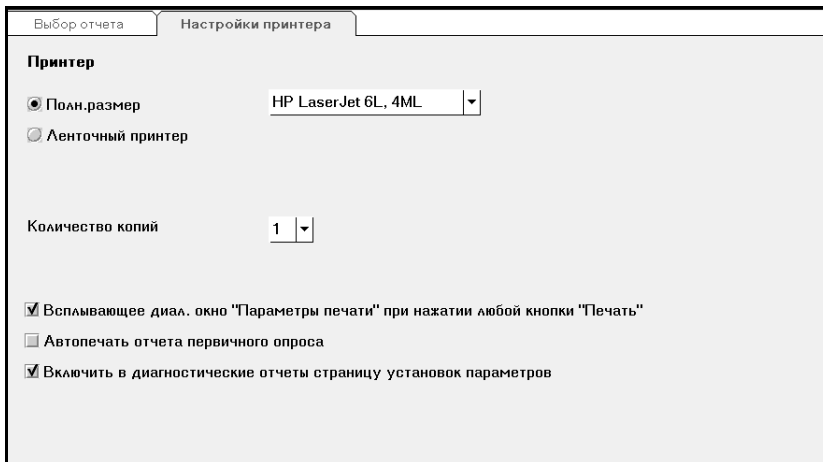 Выбор отчета
Настройки принтера
Принтер
Полн.размер
HP LaserJet 6L, 4ML
Ленточный принтер
Количество копий
1
Всплывающее диал. окно "Параметры печати" при нажатии любой кнопки "Печать"
Автопечать отчета первичного опроса
Включить в диагностические отчеты страницу установок параметров